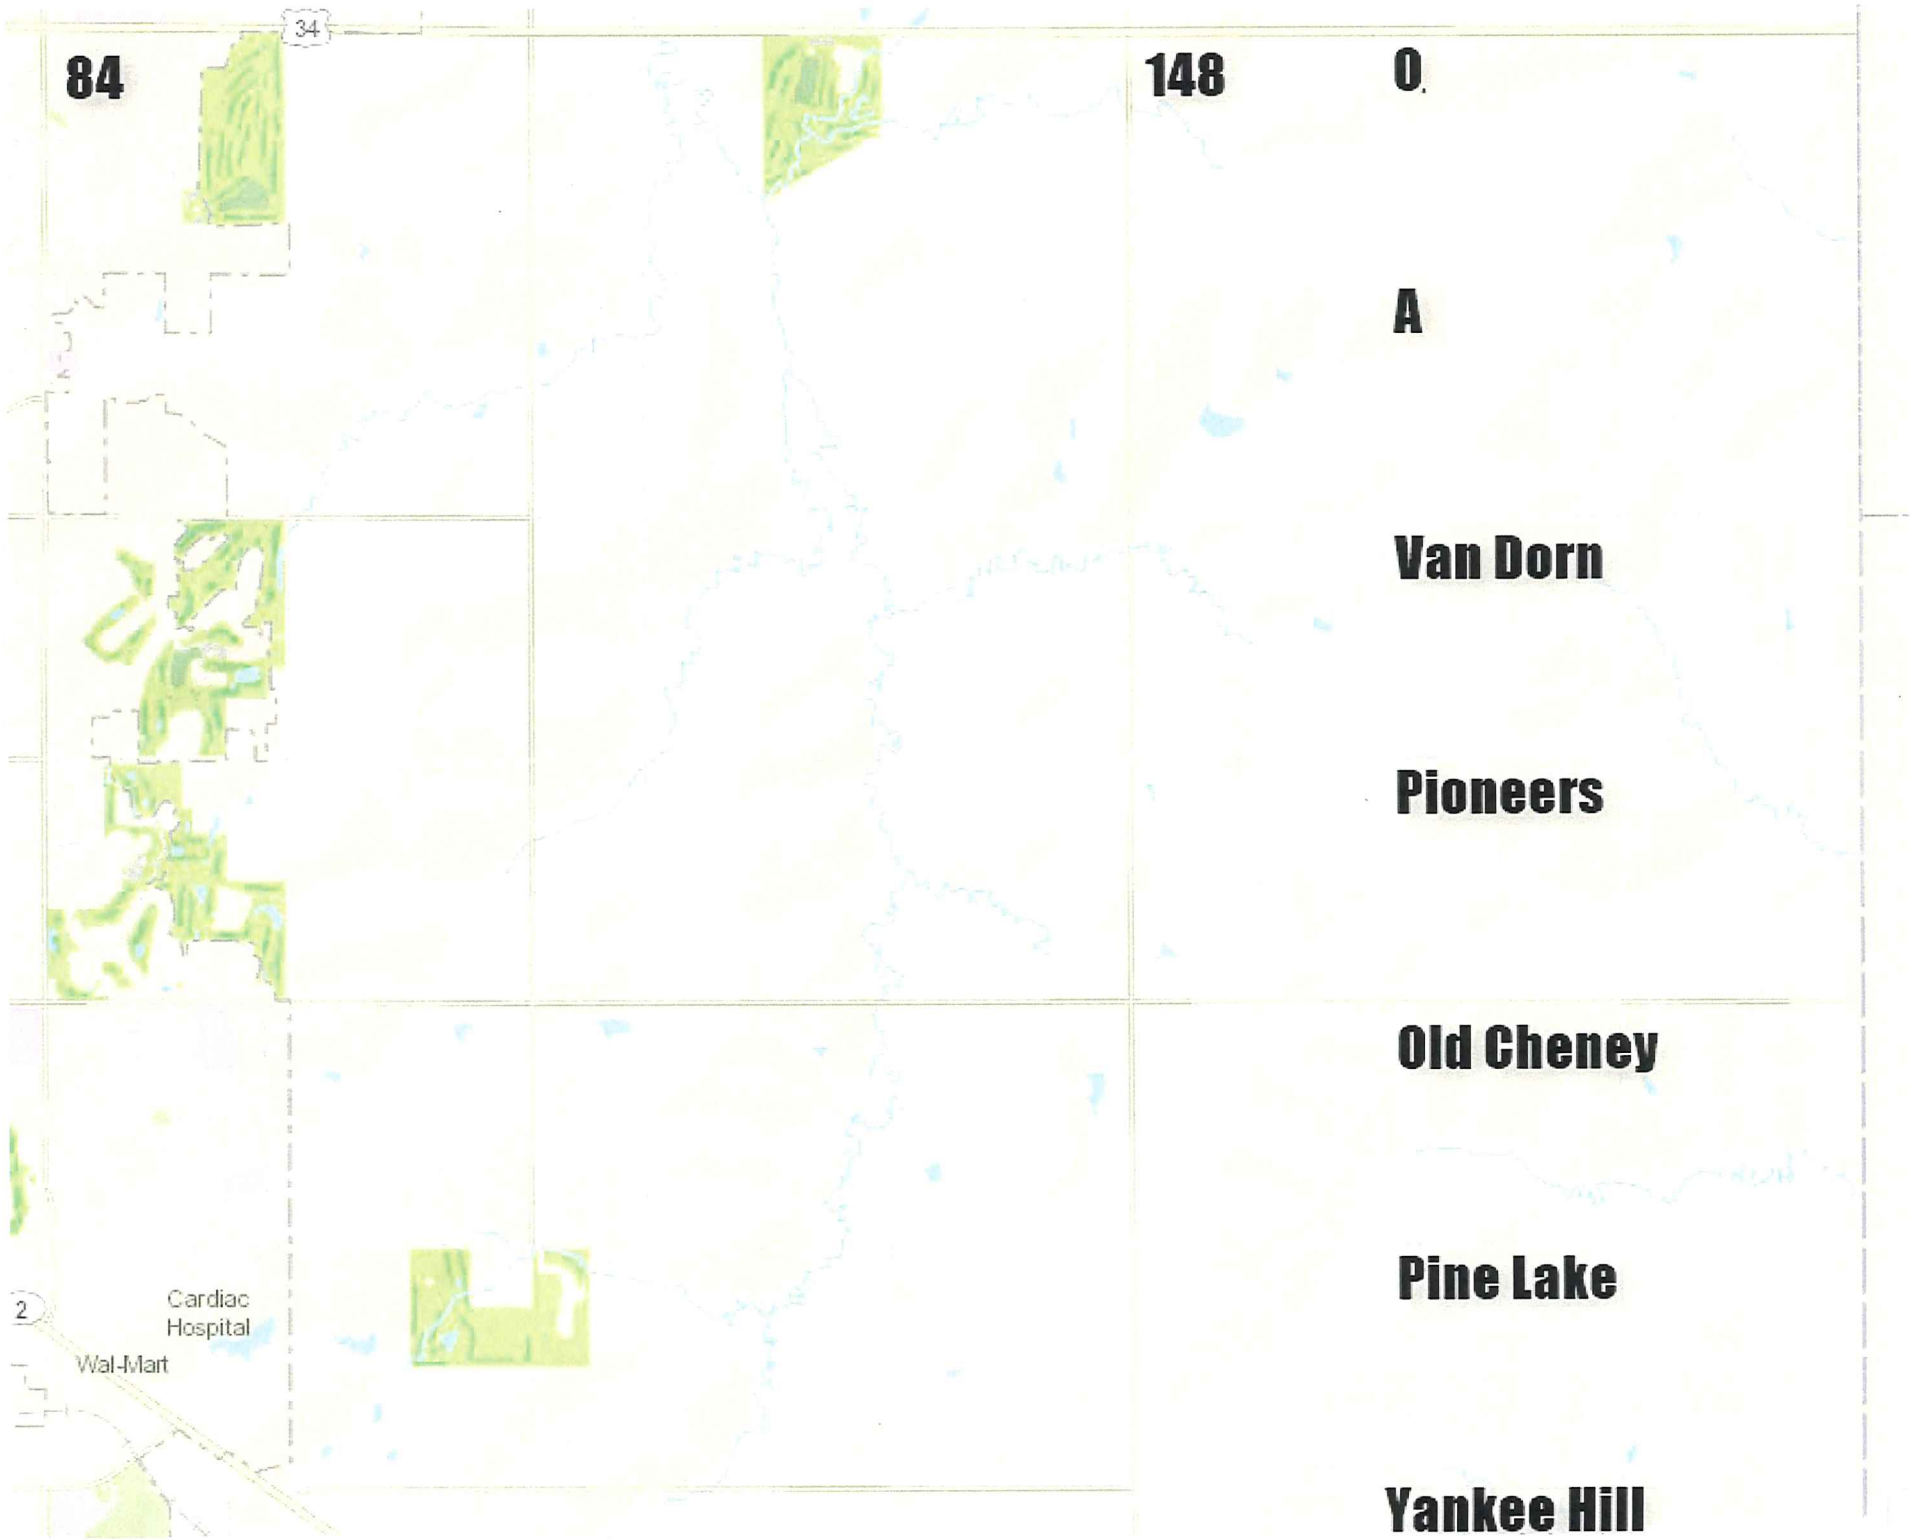 34
84
148
O
A
Van Dorn
Pioneers
Old Cheney
Pine Lake
2
Cardiac
Hospital
Wal-Mart
Yankee Hill